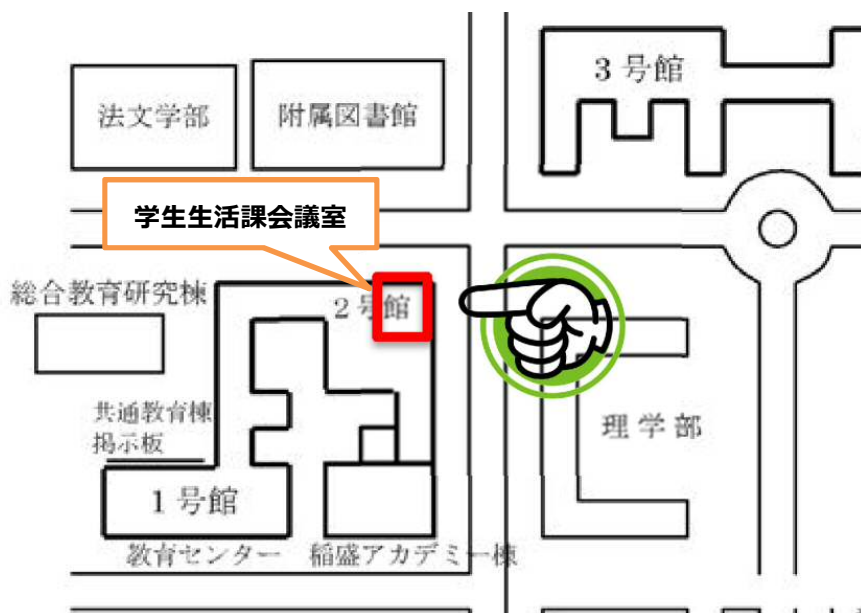 3 号館
法文学部
附属図書館
学生生活課会議室
総合教育研究棟
2 号館
共通教育棟
掲示板
理学部
1 号館
教育センター
稲盛アカデミー棟